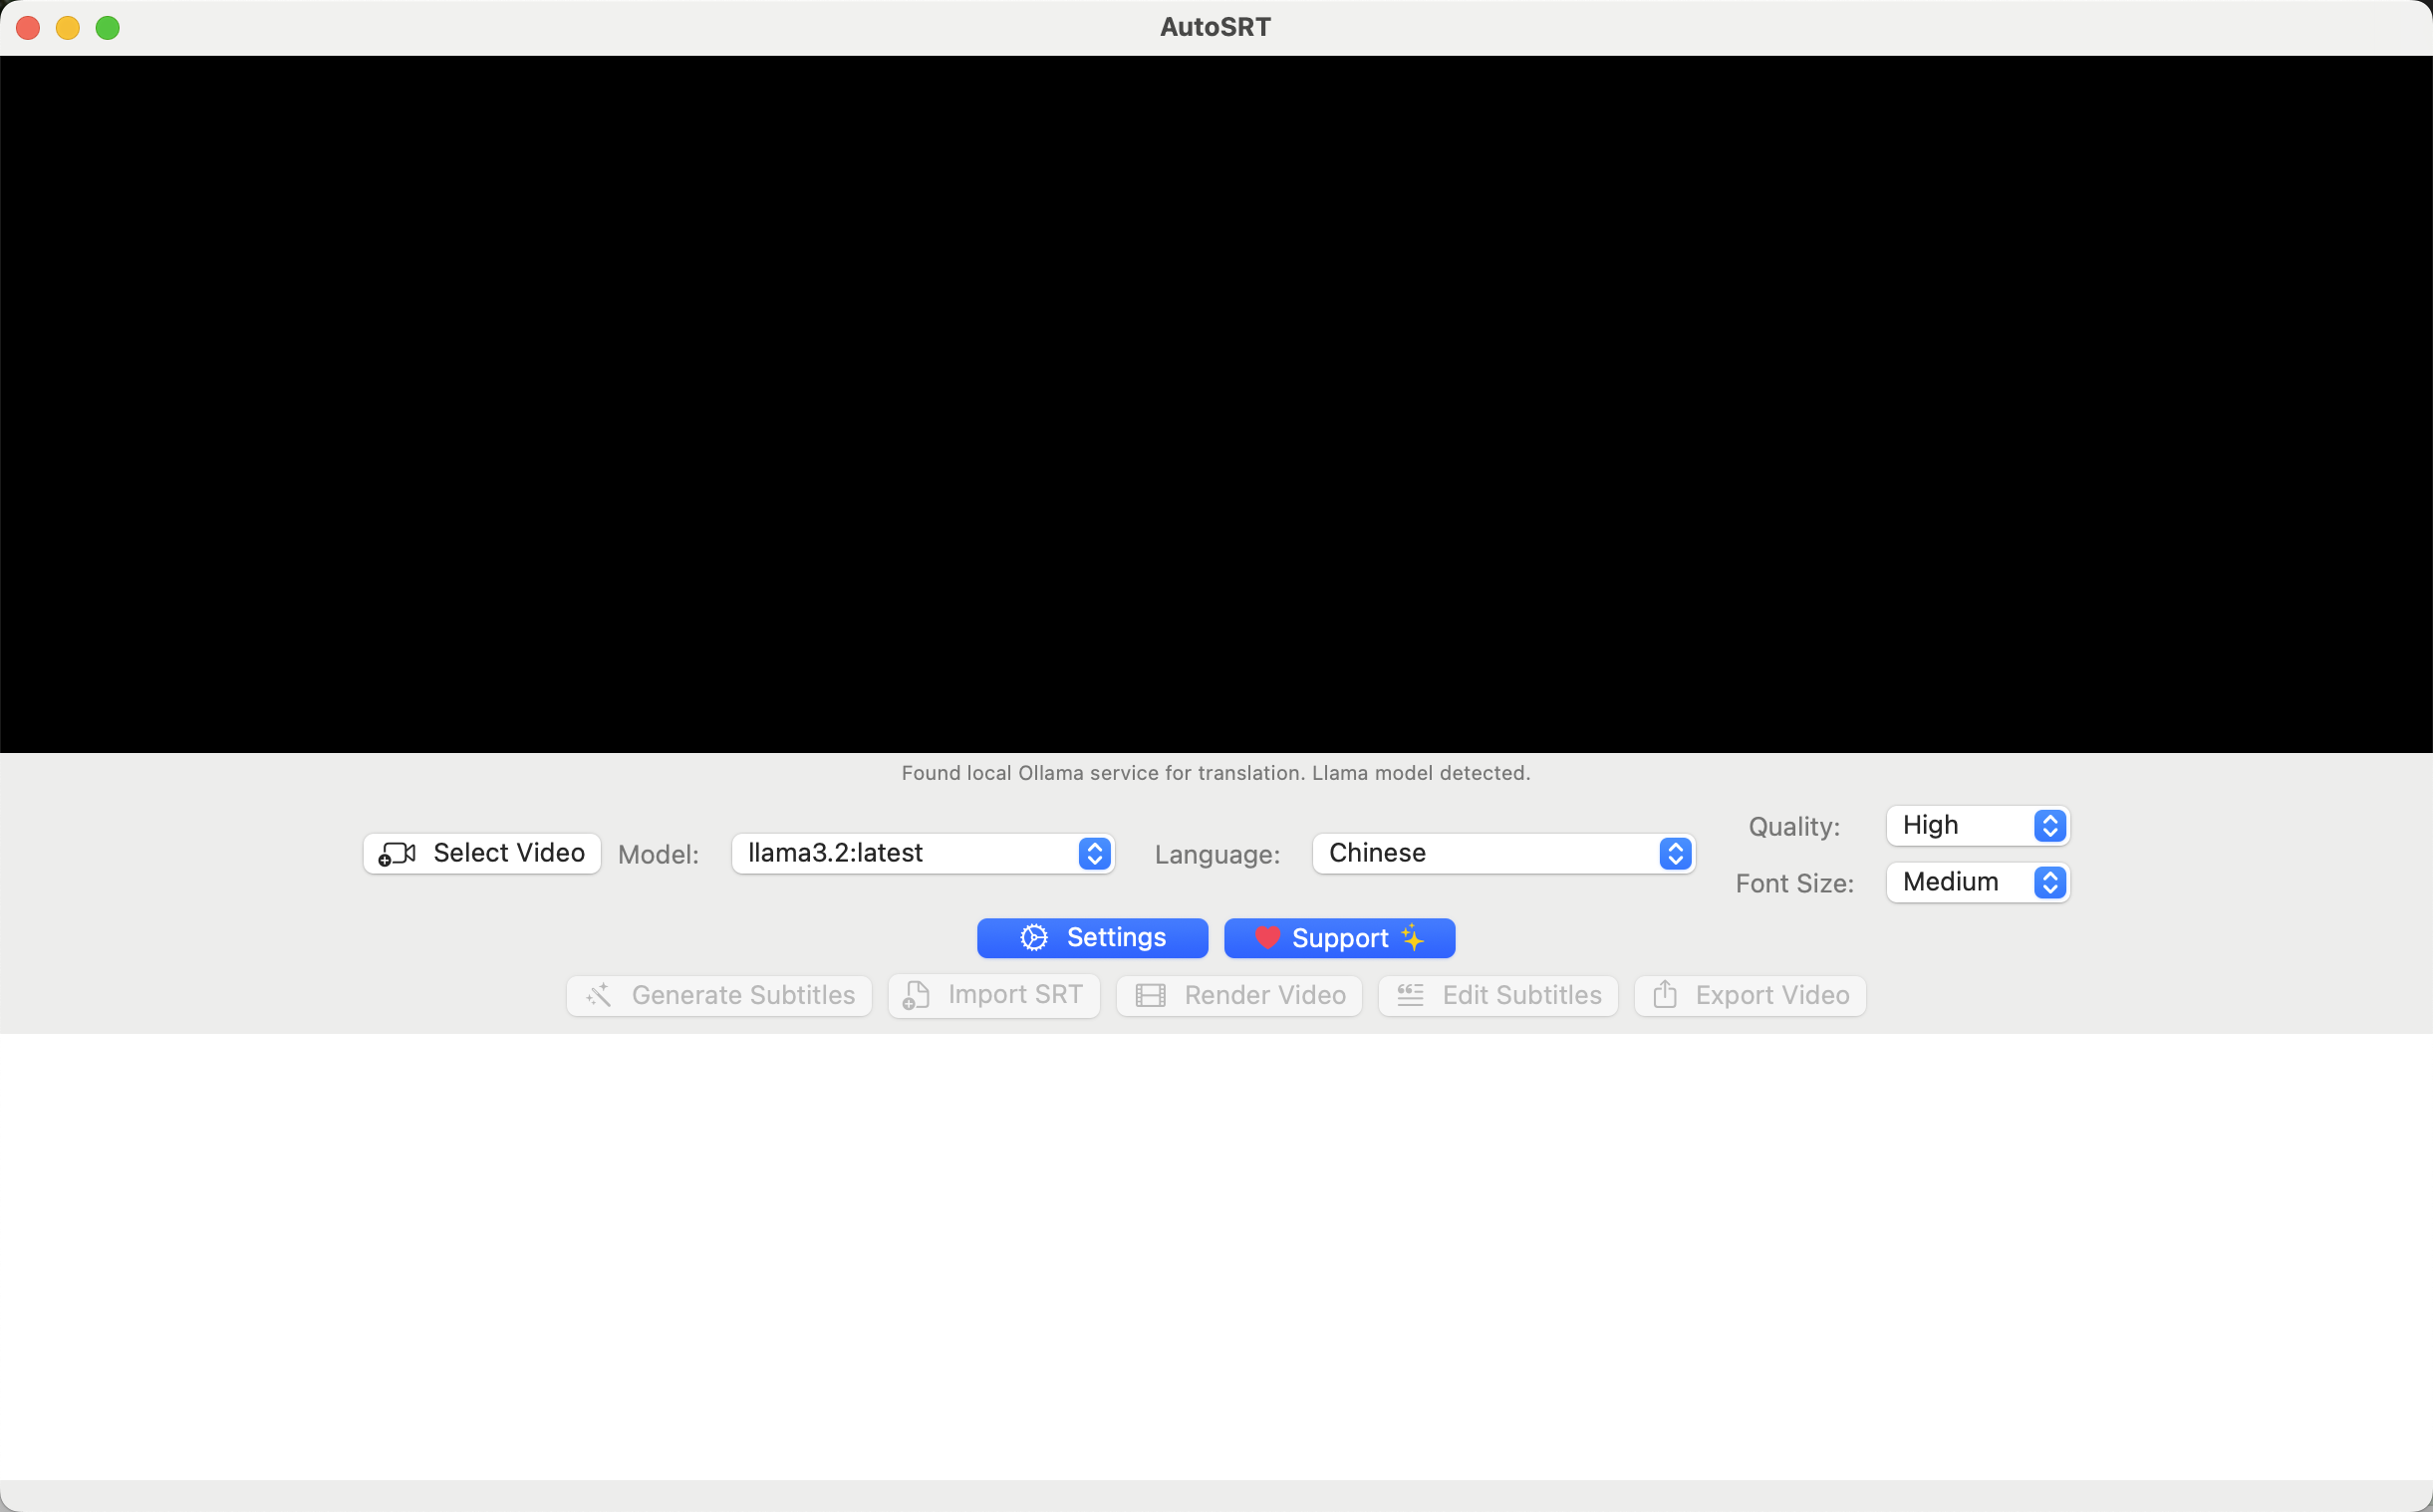 AutoSRT
Found local Ollama service for translation. Llama model detected.
Select Video Model: llama3.2:latest Language: Chinese
Quality: High
Font Size: Medium
Settings ❤️ Support ✨
Generate Subtitles Import SRT Render Video Edit Subtitles Export Video